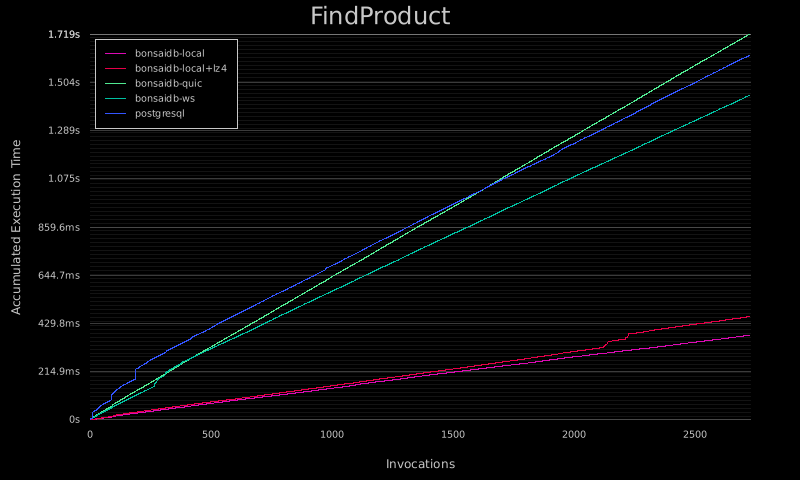 FindProduct
1.719s
1.504s
1.289s
1.075s
859.6ms
644.7ms
429.8ms
214.9ms
0s
Accumulated Execution Time
bonsaidb-local
bonsaidb-local+lz4
bonsaidb-quic
bonsaidb-ws
postgresql
0 500 1000 1500 2000 2500
Invocations